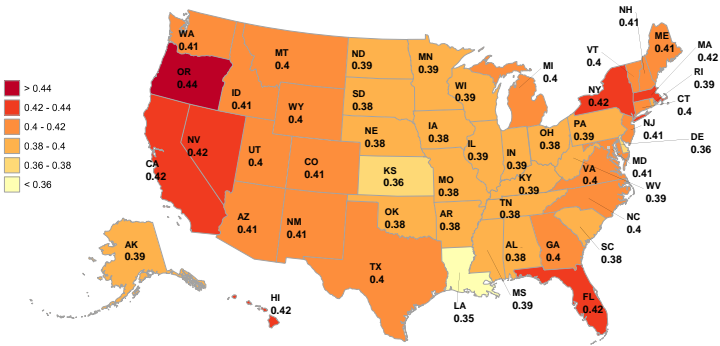 > 0.44
0.42 - 0.44
0.4 - 0.42
0.38 - 0.4
0.36 - 0.38
< 0.36
WA
0.41
OR
0.44
CA
0.42
NV
0.42
ID
0.41
MT
0.4
WY
0.4
UT
0.4
CO
0.41
AZ
0.41
NM
0.41
ND
0.39
SD
0.38
NE
0.38
KS
0.36
OK
0.38
TX
0.4
MN
0.39
IA
0.38
MO
0.38
AR
0.38
LA
0.35
WI
0.39
IL
0.39
MI
0.4
IN
0.39
OH
0.38
KY
0.39
TN
0.38
MS
0.39
AL
0.38
GA
0.4
FL
0.42
SC
0.38
NC
0.4
VA
0.4
WV
0.39
MD
0.41
DE
0.36
PA
0.39
NJ
0.41
NY
0.42
CT
0.4
RI
0.39
MA
0.42
VT
0.4
NH
0.41
ME
0.41
AK
0.39
HI
0.42